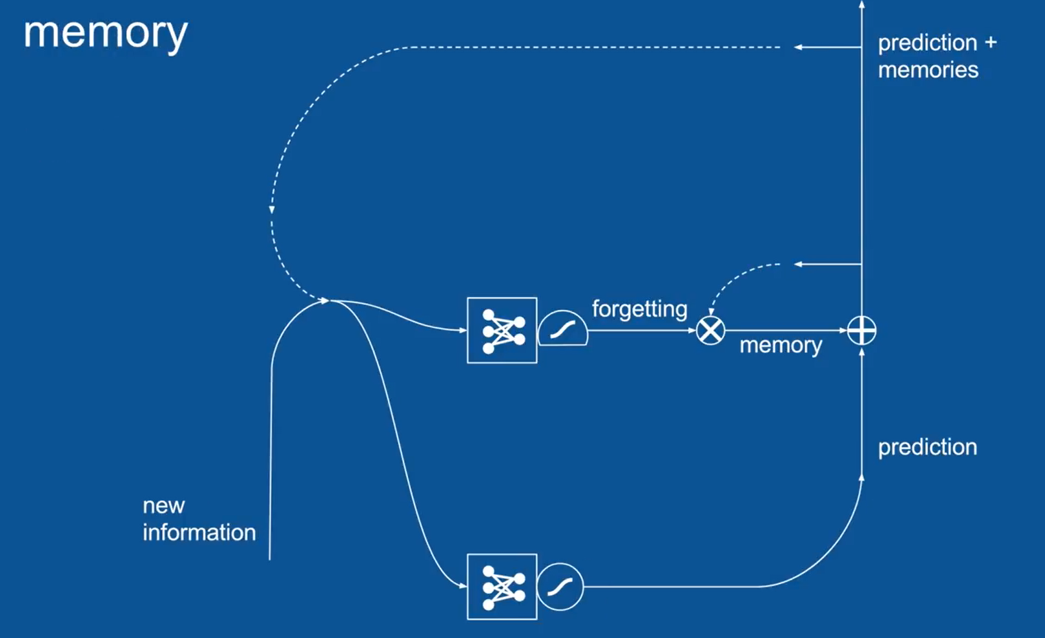 memory
prediction +
memories
forgetting
memory
prediction
new
information